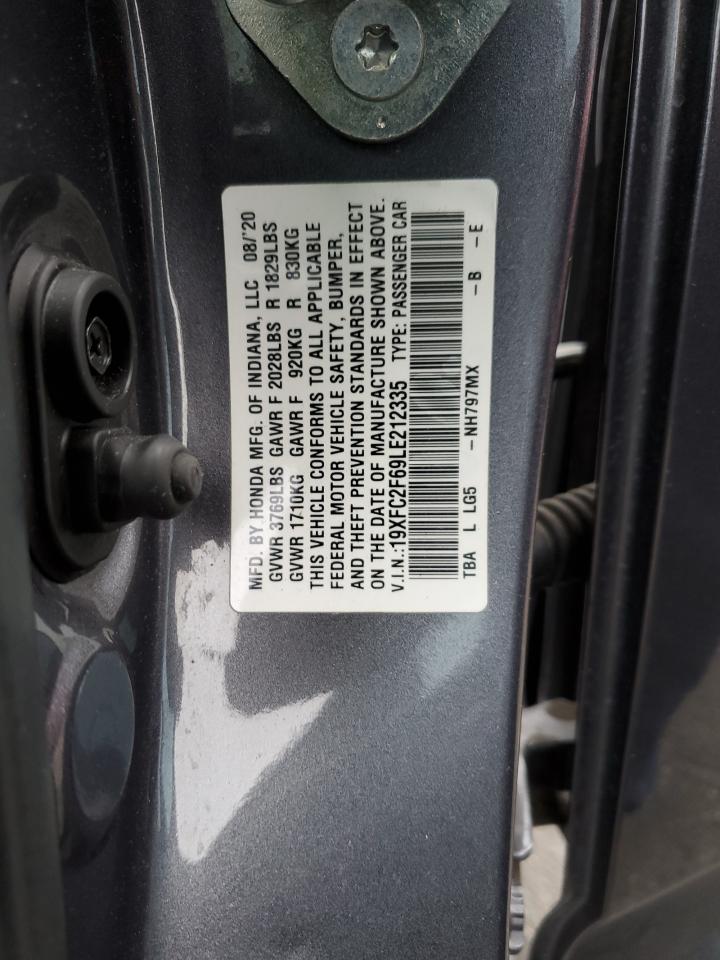 MFD. BY HONDA MFG. OF INDIANA, LLC 08/'20
GVWR 3769LBS GAWR F 2028LBS R 1829LBS
GVWR 1710KG GAWR F 920KG R 830KG
THIS VEHICLE CONFORMS TO ALL APPLICABLE
FEDERAL MOTOR VEHICLE SAFETY, BUMPER,
AND THEFT PREVENTION STANDARDS IN EFFECT
ON THE DATE OF MANUFACTURE SHOWN ABOVE.
V.I.N.:19XFC2F69LE212335 TYPE: PASSENGER CAR
TBA L LG5 -NH797MX -B -E